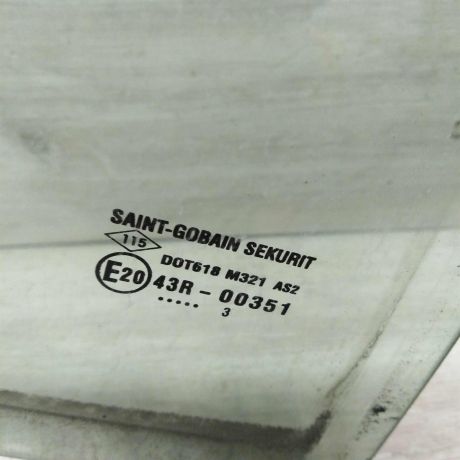 SAINT-GOBAIN SEKURIT
115
DOT618 M321 AS2
E20 43R - 00351
..... 3